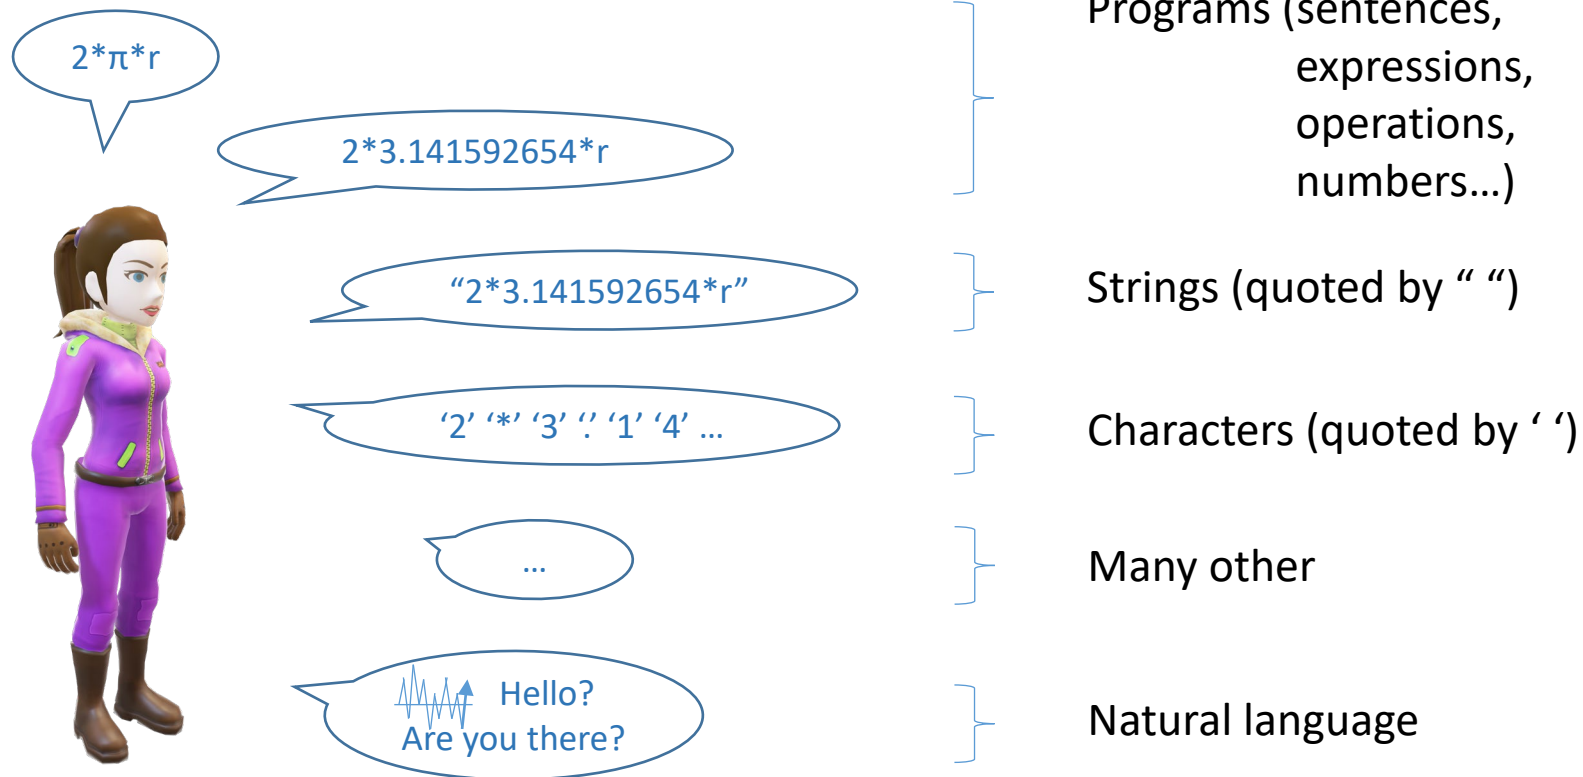 2*π*r
Programs (sentences,
expressions,
operations,
numbers…)
2*3.141592654*r
“2*3.141592654*r”
Strings (quoted by “ “)
‘2’ ‘*’ ‘3’ ‘.’ ‘1’ ‘4’ …
Characters (quoted by ‘ ‘)
…
Many other
Hello?
Are you there?
Natural language